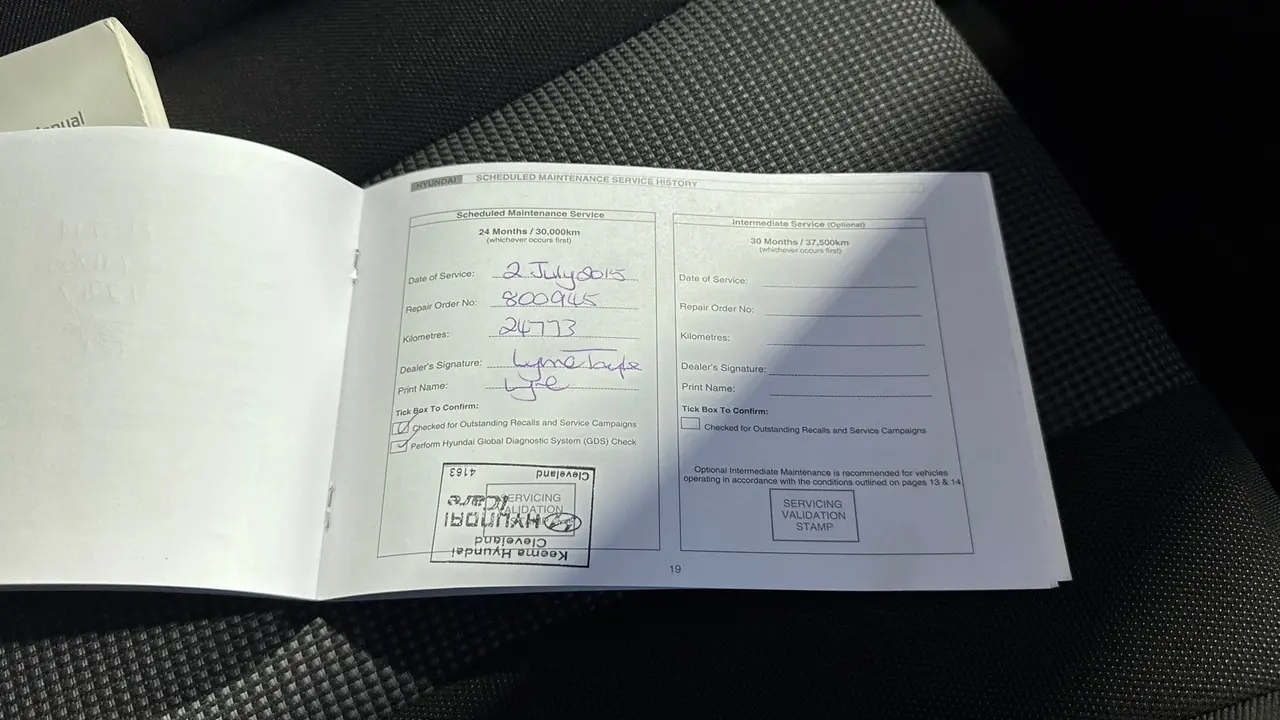 anual
HYUNDAI SCHEDULED MAINTENANCE SERVICE HISTORY
Scheduled Maintenance Service
24 Months / 30,000km
(whichever occurs first)
Date of Service: 2 July 2015
Repair Order No: 800945
Kilometres: 24773
Dealer's Signature:
Print Name:
Tick Box To Confirm:
Checked for Outstanding Recalls and Service Campaigns
Perform Hyundai Global Diagnostic System (GDS) Check
SERVICING
VALIDATION
Keema Hyundai
Cleveland
HYUNDAI
iCare
Cleveland 4163
Intermediate Service (Optional)
30 Months / 37,500km
(whichever occurs first)
Date of Service:
Repair Order No:
Kilometres:
Dealer's Signature:
Print Name:
Tick Box To Confirm:
Checked for Outstanding Recalls and Service Campaigns
Optional Intermediate Maintenance is recommended for vehicles
operating in accordance with the conditions outlined on pages 13 & 14
SERVICING
VALIDATION
STAMP
19